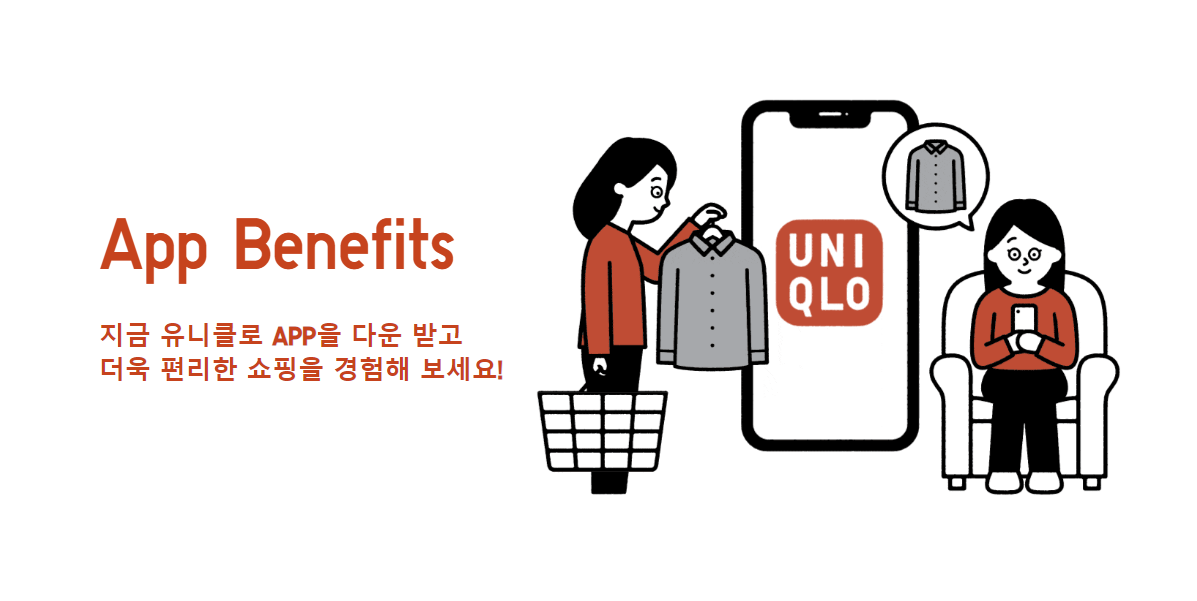 App Benefits
지금 유니클로 APP을 다운 받고
더욱 편리한 쇼핑을 경험해 보세요!
UNI
QLO